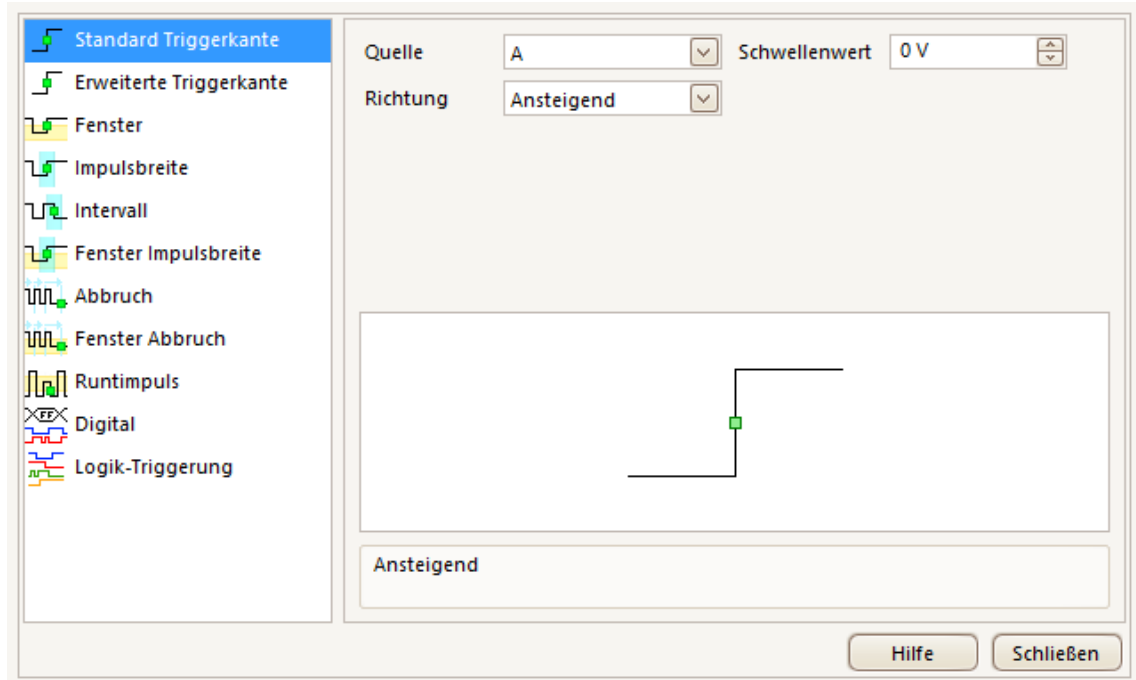 Standard Triggerkante
Erweiterte Triggerkante
Fenster
Impulsbreite
Intervall
Fenster Impulsbreite
Abbruch
Fenster Abbruch
Runtimpuls
FF
Digital
Logik-Triggerung
Quelle A Schwellenwert 0 V
Richtung Ansteigend
Ansteigend
Hilfe Schließen